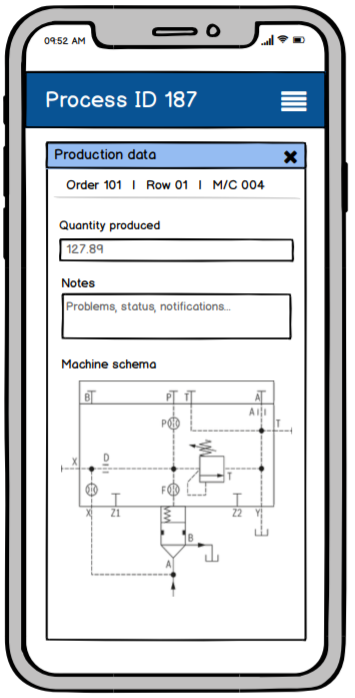 09:52 AM
Process ID 187
Production data
Order 101 I Row 01 I M/C 004
Quantity produced
127.89
Notes
Problems, status, notifications...
Machine schema
B P T A
A
P T
X D
T
F
X Z1 Z2 Y
B
A